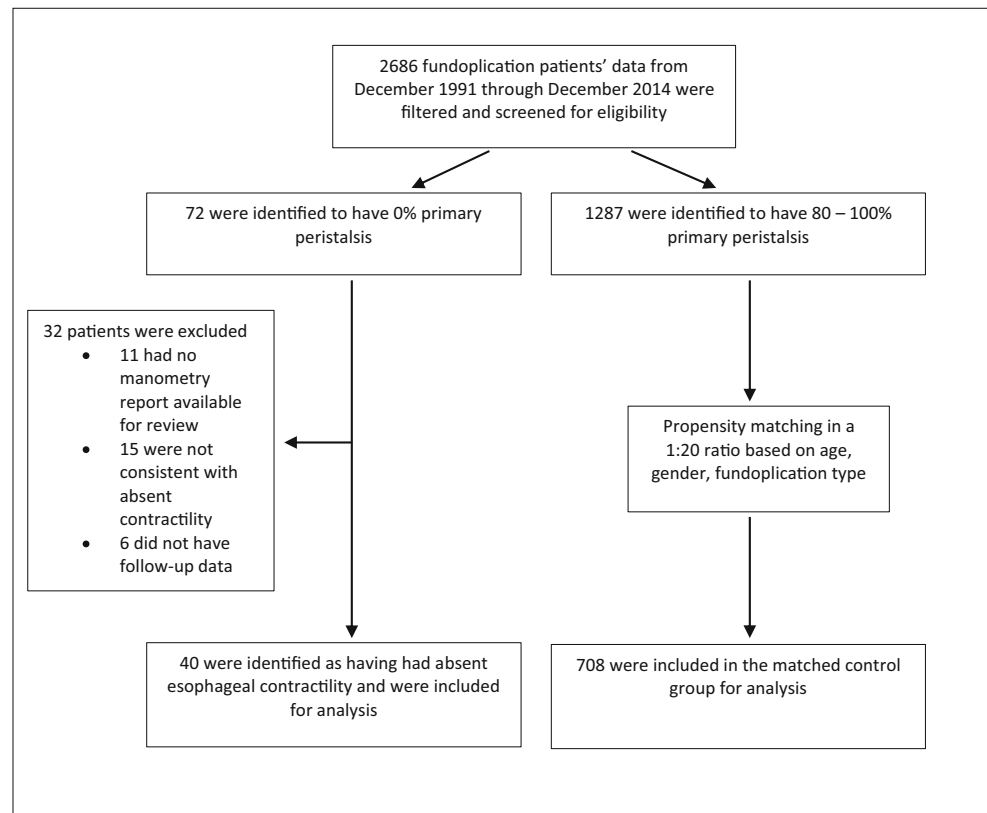 2686 fundoplication patients' data from
December 1991 through December 2014 were
filtered and screened for eligibility
72 were identified to have 0% primary
peristalsis
1287 were identified to have 80 – 100%
primary peristalsis
32 patients were excluded
• 11 had no
manometry
report available
for review
• 15 were not
consistent with
absent
contractility
• 6 did not have
follow-up data
Propensity matching in a
1:20 ratio based on age,
gender, fundoplication type
40 were identified as having had absent
esophageal contractility and were included
for analysis
708 were included in the matched control
group for analysis